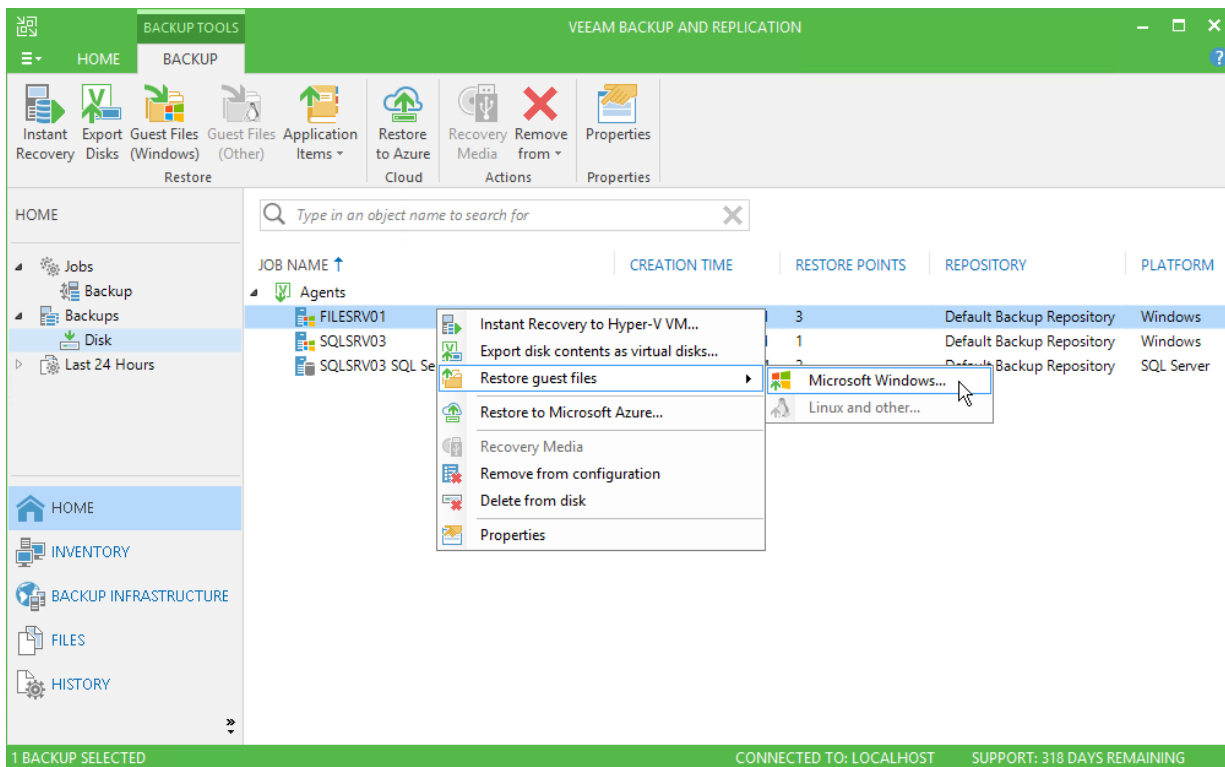 BACKUP TOOLS
VEEAM BACKUP AND REPLICATION
HOME
BACKUP
?
Instant Recovery
Export Disks
Guest Files (Windows)
Guest Files (Other)
Application Items
Restore
Restore to Azure
Cloud
Recovery Media
Remove from
Actions
Properties
Properties
HOME
Type in an object name to search for
Jobs
Backup
Backups
Disk
Last 24 Hours
JOB NAME CREATION TIME RESTORE POINTS REPOSITORY PLATFORM
Agents
FILESRV01 3 Default Backup Repository Windows
SQLSRV03 1 Default Backup Repository Windows
SQLSRV03 SQL Se Backup Repository SQL Server
Instant Recovery to Hyper-V VM...
Export disk contents as virtual disks...
Restore guest files
Microsoft Windows...
Linux and other...
Restore to Microsoft Azure...
Recovery Media
Remove from configuration
Delete from disk
Properties
HOME
INVENTORY
BACKUP INFRASTRUCTURE
FILES
HISTORY
1 BACKUP SELECTED
CONNECTED TO: LOCALHOST
SUPPORT: 318 DAYS REMAINING